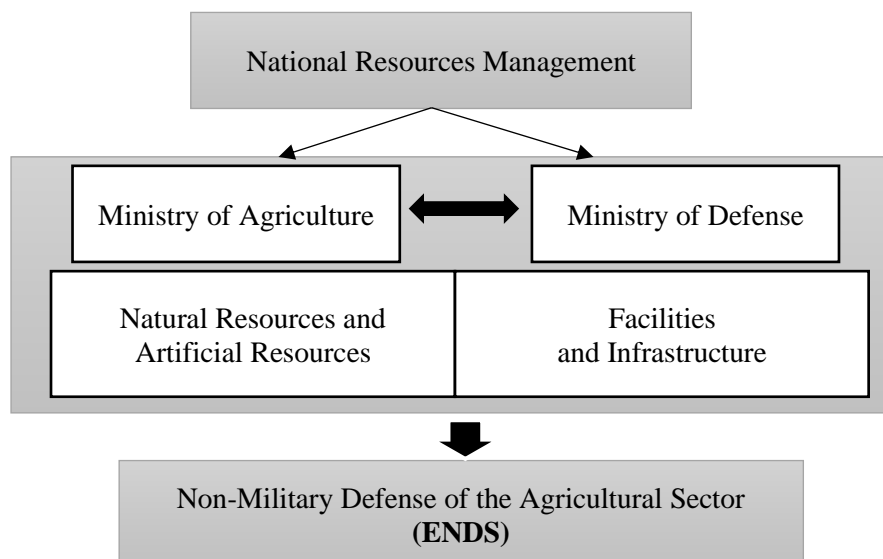 National Resources Management
Ministry of Agriculture
Ministry of Defense
Natural Resources and
Artificial Resources
Facilities
and Infrastructure
Non-Military Defense of the Agricultural Sector
(ENDS)